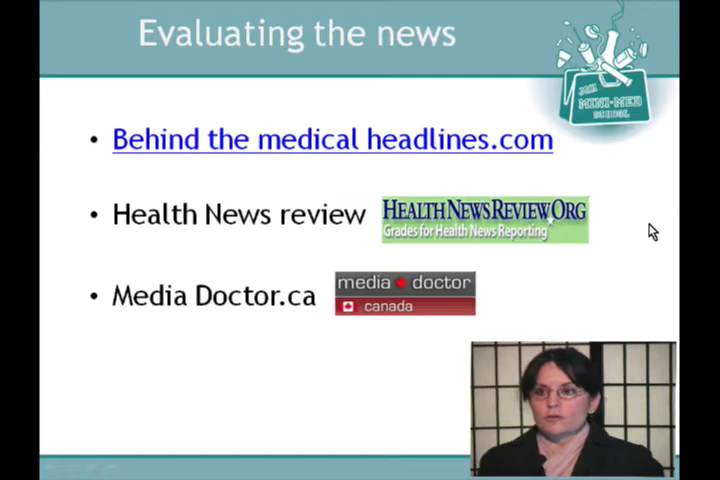 Evaluating the news
JGH
MINI-MED
SCHOOL
• Behind the medical headlines.com
• Health News review
HEALTHNEWSREVIEW.ORG
Grades for Health News Reporting
• Media Doctor.ca
media doctor
canada